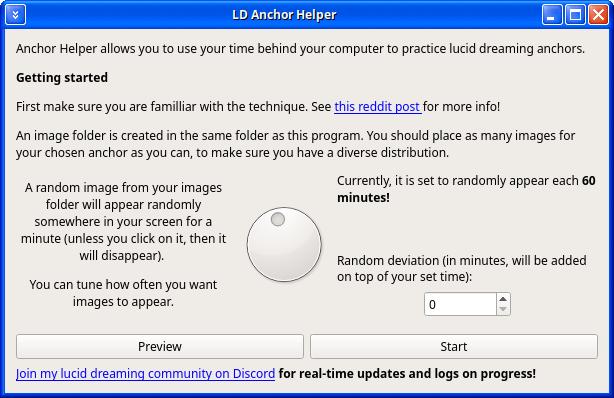 LD Anchor Helper
Anchor Helper allows you to use your time behind your computer to practice lucid dreaming anchors.
Getting started
First make sure you are familliar with the technique. See this reddit post for more info!
An image folder is created in the same folder as this program. You should place as many images for
your chosen anchor as you can, to make sure you have a diverse distribution.
A random image from your images
folder will appear randomly
somewhere in your screen for a
minute (unless you click on it, then it
will disappear).
You can tune how often you want
images to appear.
Currently, it is set to randomly appear each 60
minutes!
Random deviation (in minutes, will be added
on top of your set time):
0
Preview
Start
Join my lucid dreaming community on Discord for real-time updates and logs on progress!